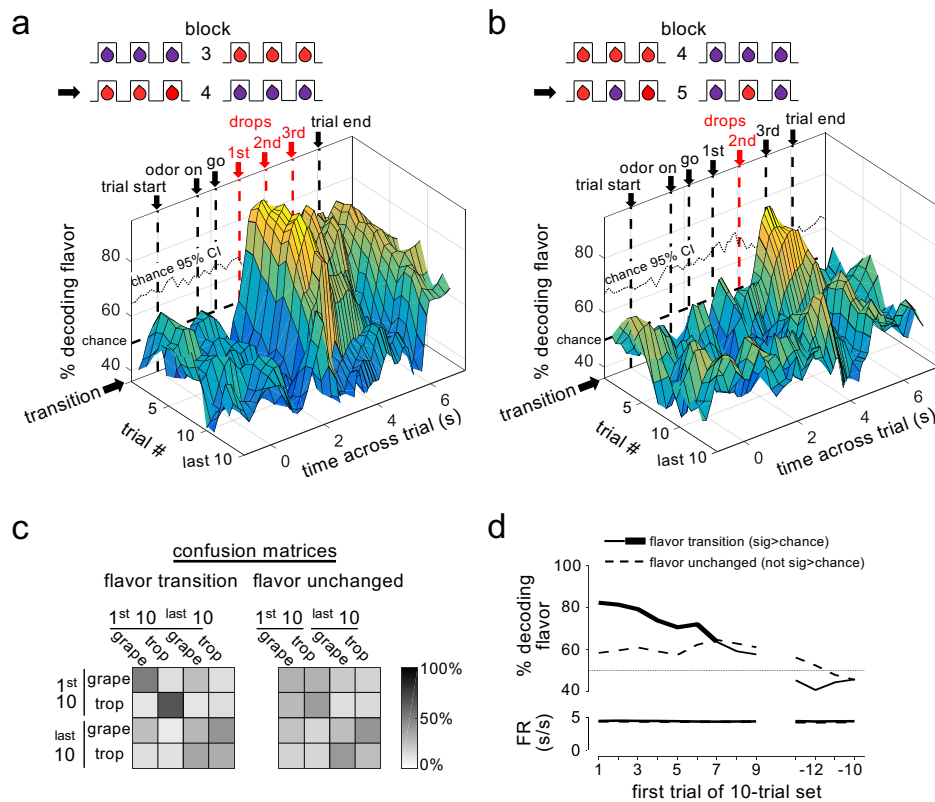 a
block
3
4
drops
1st
2nd
3rd
trial end
go
odor on
trial start
chance 95% CI
% decoding flavor
80
60
chance
40
transition
5
10
last 10
trial #
0
2
4
6
time across trial (s)
b
block
4
5
drops
1st
2nd
3rd
trial end
go
odor on
trial start
chance 95% CI
% decoding flavor
80
60
chance
40
transition
5
10
last 10
trial #
0
2
4
6
time across trial (s)
c
confusion matrices
flavor transition
flavor unchanged
1st 10 last 10
grape trop grape trop
1st 10 last 10
grape trop grape trop
1st 10
grape
trop
last 10
grape
trop
100%
50%
0%
d
flavor transition (sig>chance)
flavor unchanged (not sig>chance)
% decoding flavor
100
80
60
40
FR (s/s)
5
0
1 3 5 7 9 -12 -10
first trial of 10-trial set